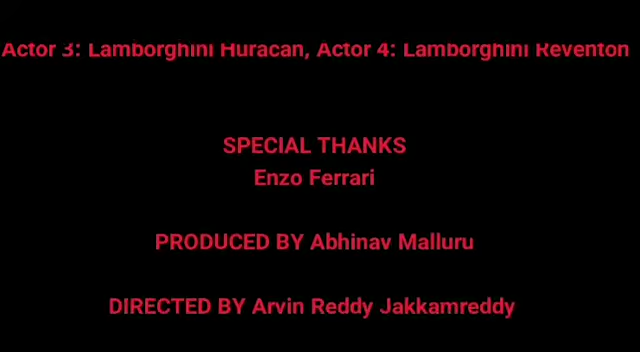 Actor 3: Lamborghini Huracan, Actor 4: Lamborghini Reventon
SPECIAL THANKS
Enzo Ferrari
PRODUCED BY Abhinav Malluru
DIRECTED BY Arvin Reddy Jakkamreddy